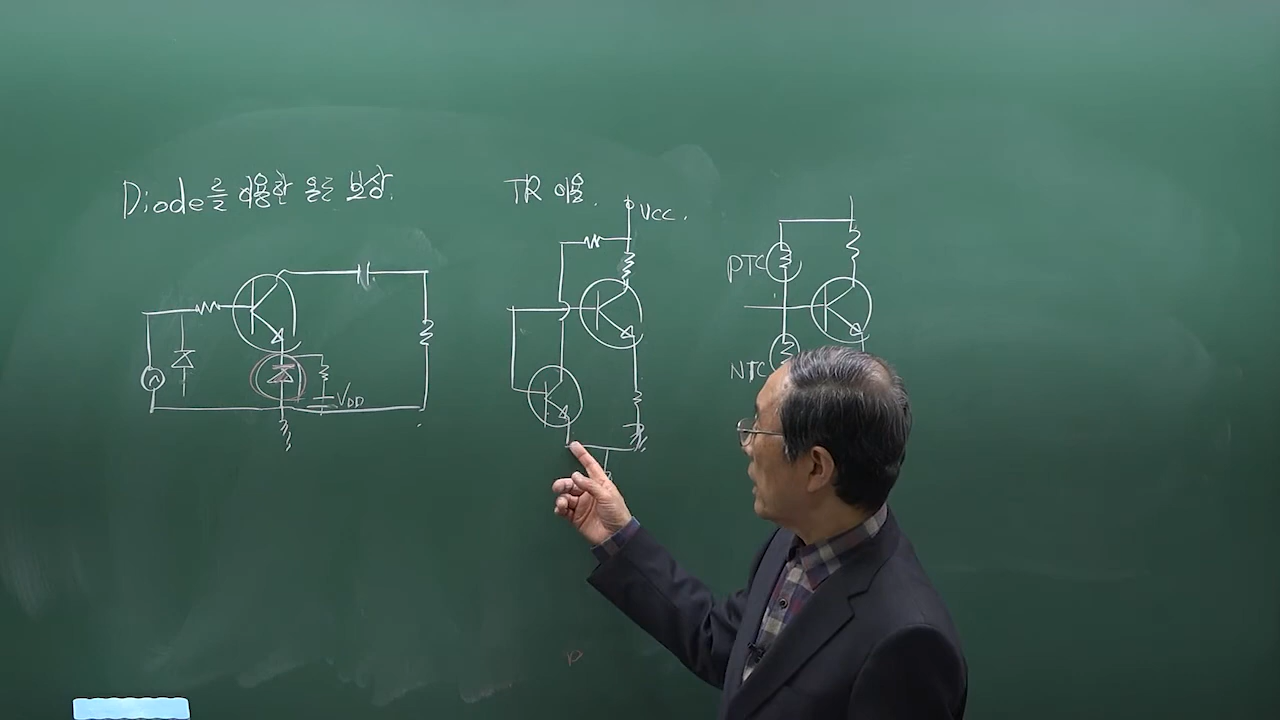 Diode를 이용한 온도 보상.
TR 이용.
VCC.
PTC
NTC
VDD